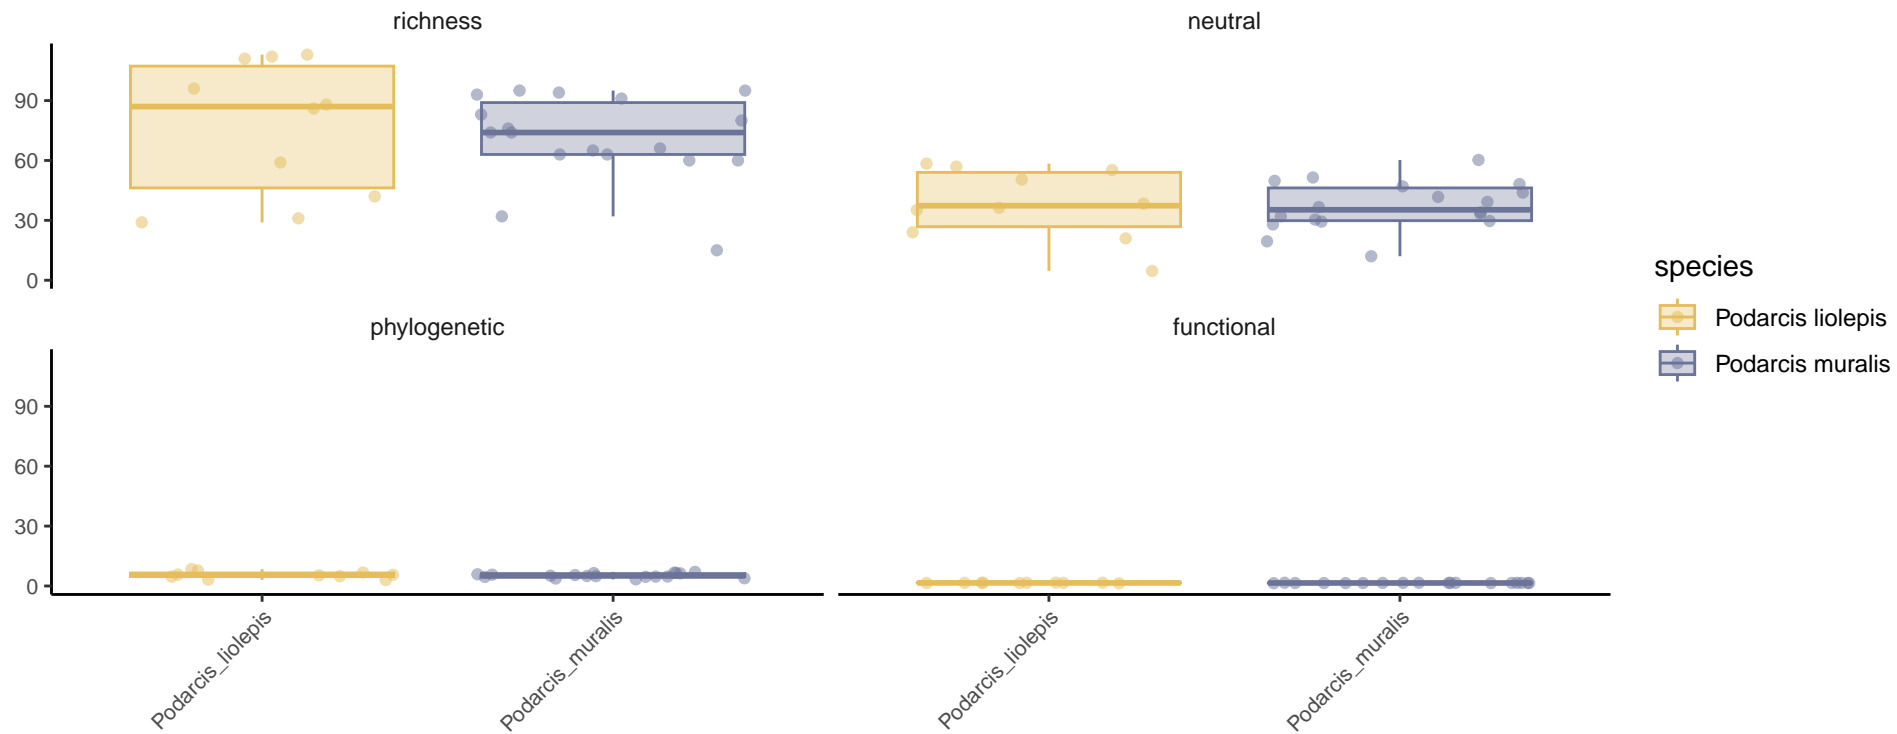 richness
neutral
90
60
30
0
phylogenetic
functional
90
60
30
0
Podarcis_liolepis
Podarcis_muralis
Podarcis_liolepis
Podarcis_muralis
species
Podarcis liolepis
Podarcis muralis